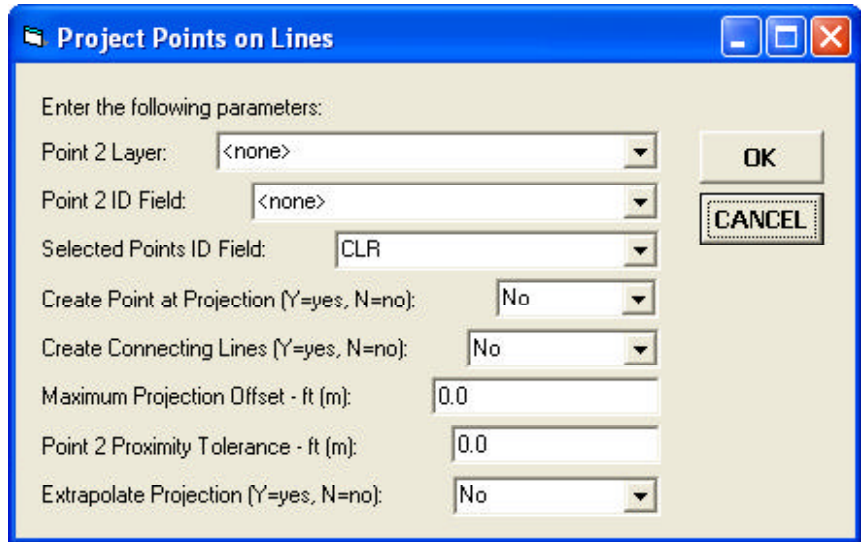 Project Points on Lines
Enter the following parameters:
Point 2 Layer: <none>
OK
Point 2 ID Field: <none>
CANCEL
Selected Points ID Field: CLR
Create Point at Projection (Y=yes, N=no): No
Create Connecting Lines (Y=yes, N=no): No
Maximum Projection Offset - ft (m): 0.0
Point 2 Proximity Tolerance - ft (m): 0.0
Extrapolate Projection (Y=yes, N=no): No